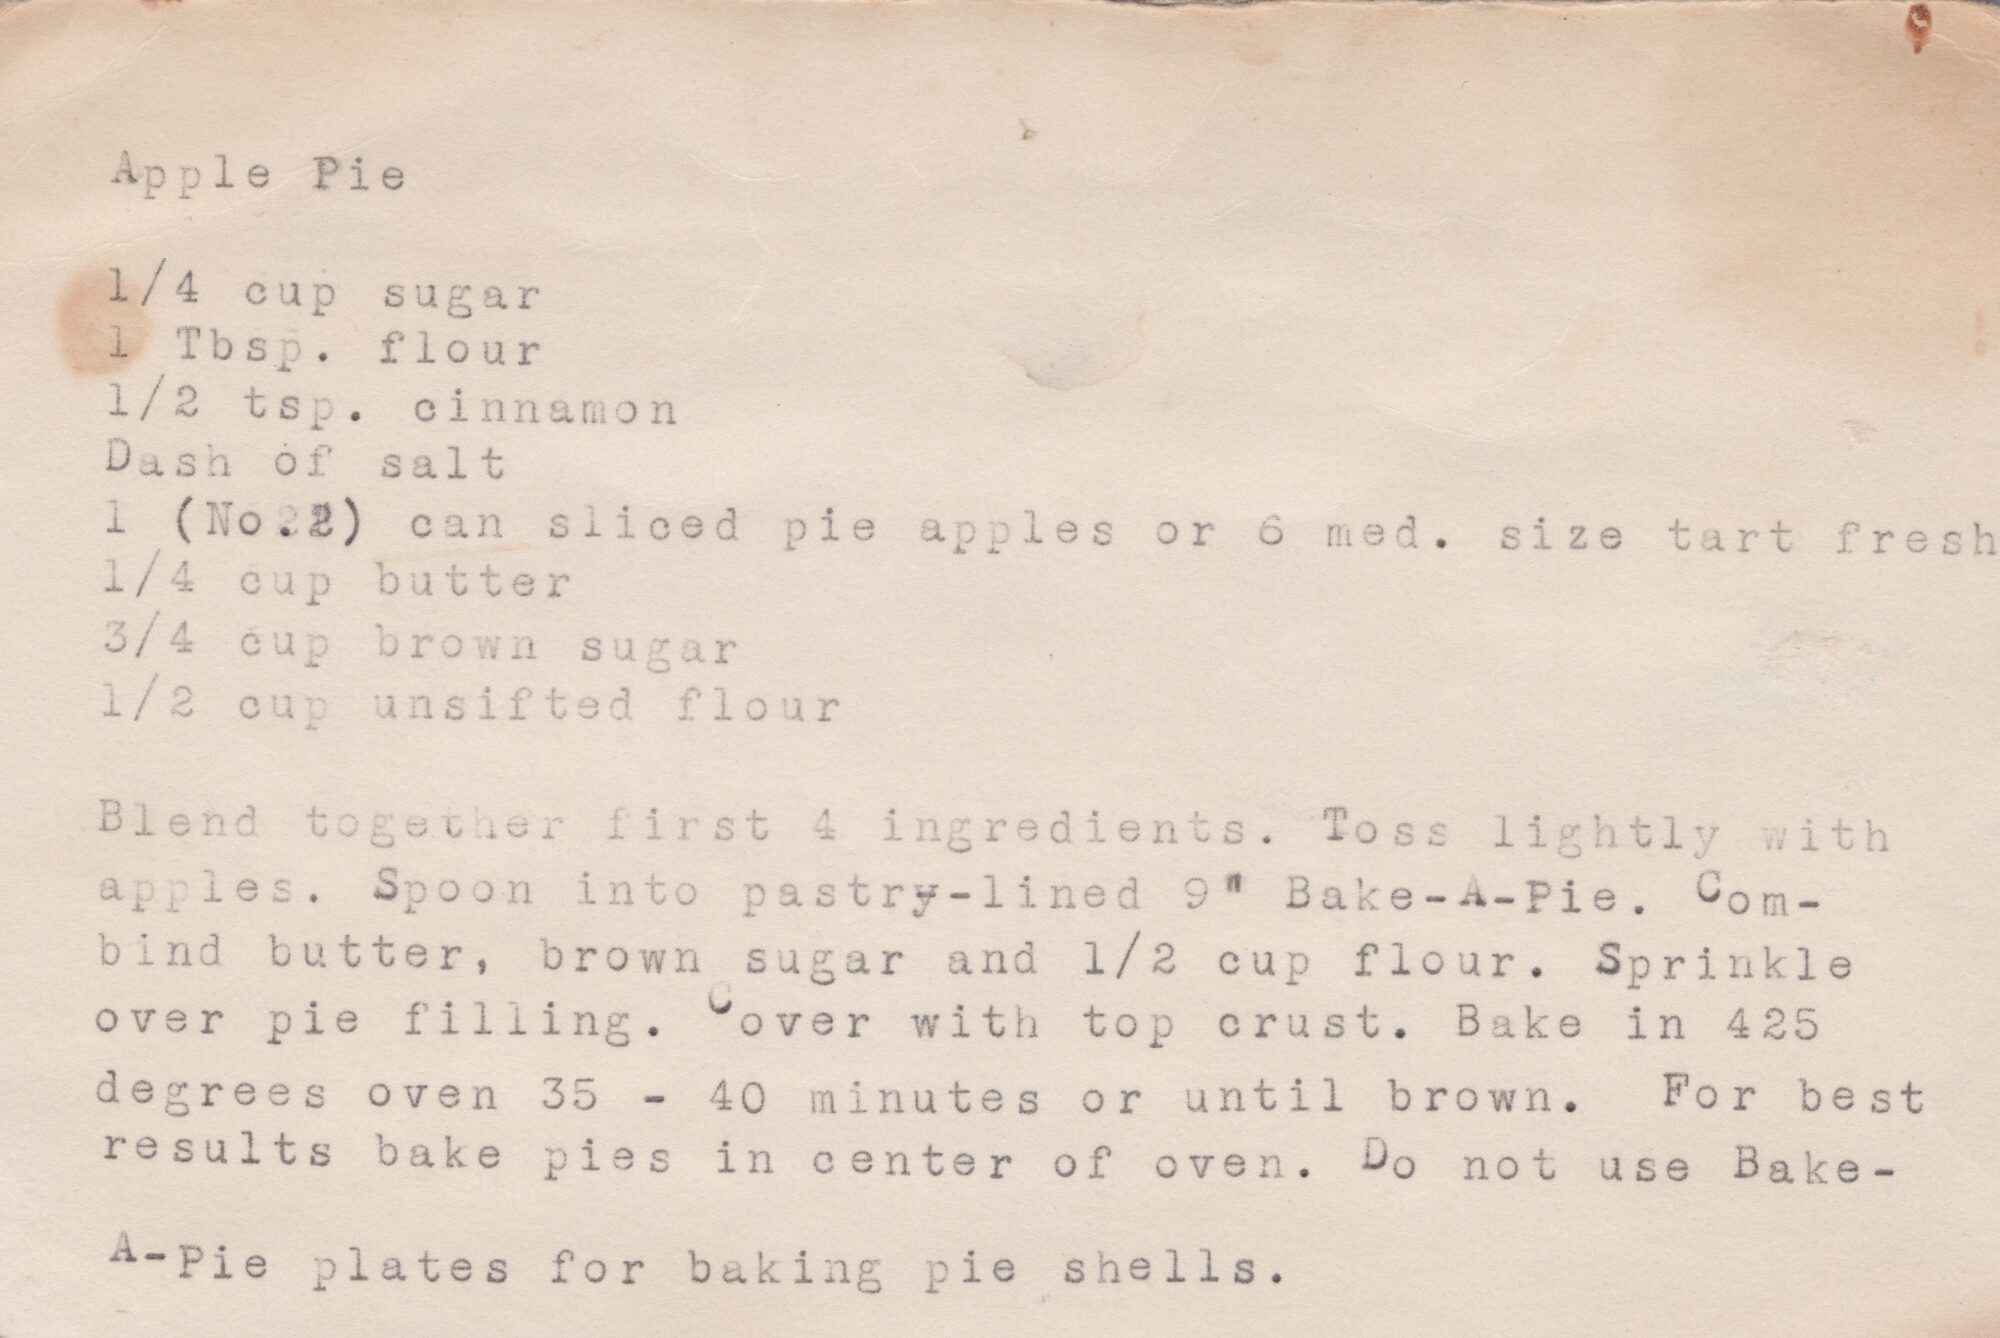 Apple Pie
1/4 cup sugar
1 Tbsp. flour
1/2 tsp. cinnamon
Dash of salt
1 (No.2) can sliced pie apples or 6 med. size tart fresh
1/4 cup butter
3/4 cup brown sugar
1/2 cup unsifted flour
Blend together first 4 ingredients. Toss lightly with
apples. Spoon into pastry-lined 9" Bake-A-Pie. Com-
bind butter, brown sugar and 1/2 cup flour. Sprinkle
over pie filling. Cover with top crust. Bake in 425
degrees oven 35 - 40 minutes or until brown. For best
results bake pies in center of oven. Do not use Bake-
A-Pie plates for baking pie shells.